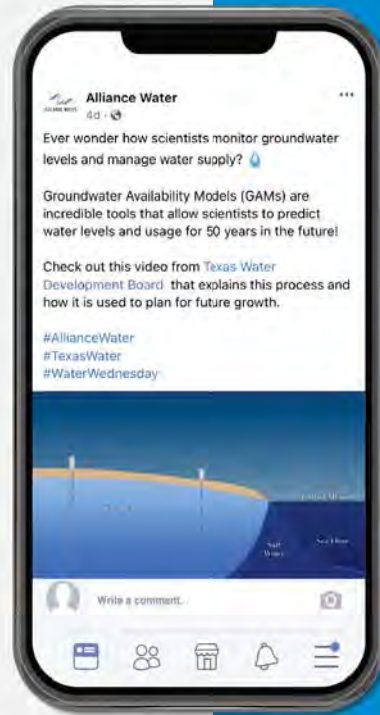 Alliance Water
4d ·
Ever wonder how scientists monitor groundwater
levels and manage water supply? 💧
Groundwater Availability Models (GAMs) are
incredible tools that allow scientists to predict
water levels and usage for 50 years in the future!
Check out this video from Texas Water
Development Board that explains this process and
how it is used to plan for future growth.
#AllianceWater
#TexasWater
#WaterWednesday
Salt
Water
Sea Floor
Write a comment...